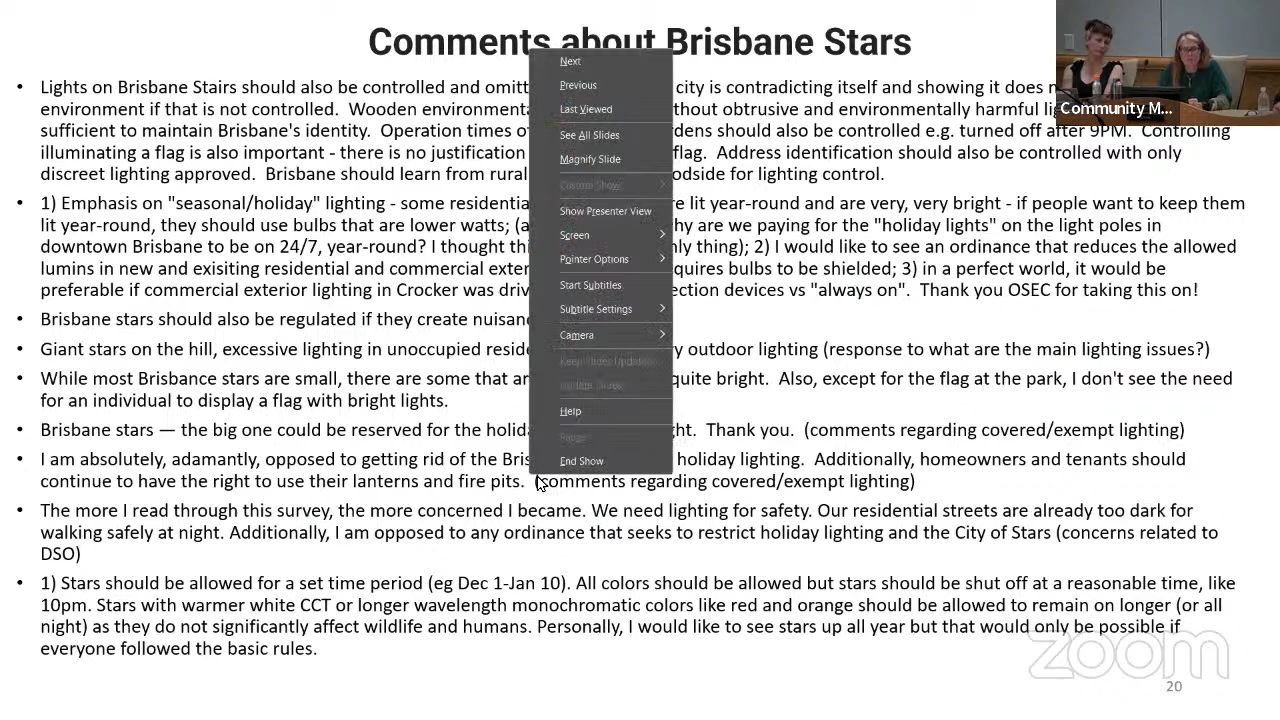 Comments about Brisbane Stars
Community M...
• Lights on Brisbane Stairs should also be controlled and omitt city is contradicting itself and showing it does
environment if that is not controlled. Wooden environmenta thout obtrusive and environmentally harmful
sufficient to maintain Brisbane's identity. Operation times o rdens should also be controlled e.g. turned off after 9PM. Controlling
illuminating a flag is also important - there is no justification flag. Address identification should also be controlled with only
discreet lighting approved. Brisbane should learn from rural odside for lighting control.
• 1) Emphasis on "seasonal/holiday" lighting - some residentia re lit year-round and are very, very bright - if people want to keep them
lit year-round, they should use bulbs that are lower watts; (a hy are we paying for the "holiday lights" on the light poles in
downtown Brisbane to be on 24/7, year-round? I thought thi nly thing); 2) I would like to see an ordinance that reduces the allowed
lumins in new and exisiting residential and commercial exter quires bulbs to be shielded; 3) in a perfect world, it would be
preferable if commercial exterior lighting in Crocker was driv ection devices vs "always on". Thank you OSEC for taking this on!
• Brisbane stars should also be regulated if they create nuisan
• Giant stars on the hill, excessive lighting in unoccupied reside y outdoor lighting (response to what are the main lighting issues?)
• While most Brisbance stars are small, there are some that ar quite bright. Also, except for the flag at the park, I don't see the need
for an individual to display a flag with bright lights.
• Brisbane stars — the big one could be reserved for the holid ht. Thank you. (comments regarding covered/exempt lighting)
• I am absolutely, adamantly, opposed to getting rid of the Bris holiday lighting. Additionally, homeowners and tenants should
continue to have the right to use their lanterns and fire pits. (comments regarding covered/exempt lighting)
• The more I read through this survey, the more concerned I became. We need lighting for safety. Our residential streets are already too dark for
walking safely at night. Additionally, I am opposed to any ordinance that seeks to restrict holiday lighting and the City of Stars (concerns related to
DSO)
• 1) Stars should be allowed for a set time period (eg Dec 1-Jan 10). All colors should be allowed but stars should be shut off at a reasonable time, like
10pm. Stars with warmer white CCT or longer wavelength monochromatic colors like red and orange should be allowed to remain on longer (or all
night) as they do not significantly affect wildlife and humans. Personally, I would like to see stars up all year but that would only be possible if
everyone followed the basic rules.
Next
Previous
Last Viewed
See All Slides
Magnify Slide
Custom Show
Show Presenter View
Screen
Pointer Options
Start Subtitles
Subtitle Settings
Camera
Help
End Show
zoom
20